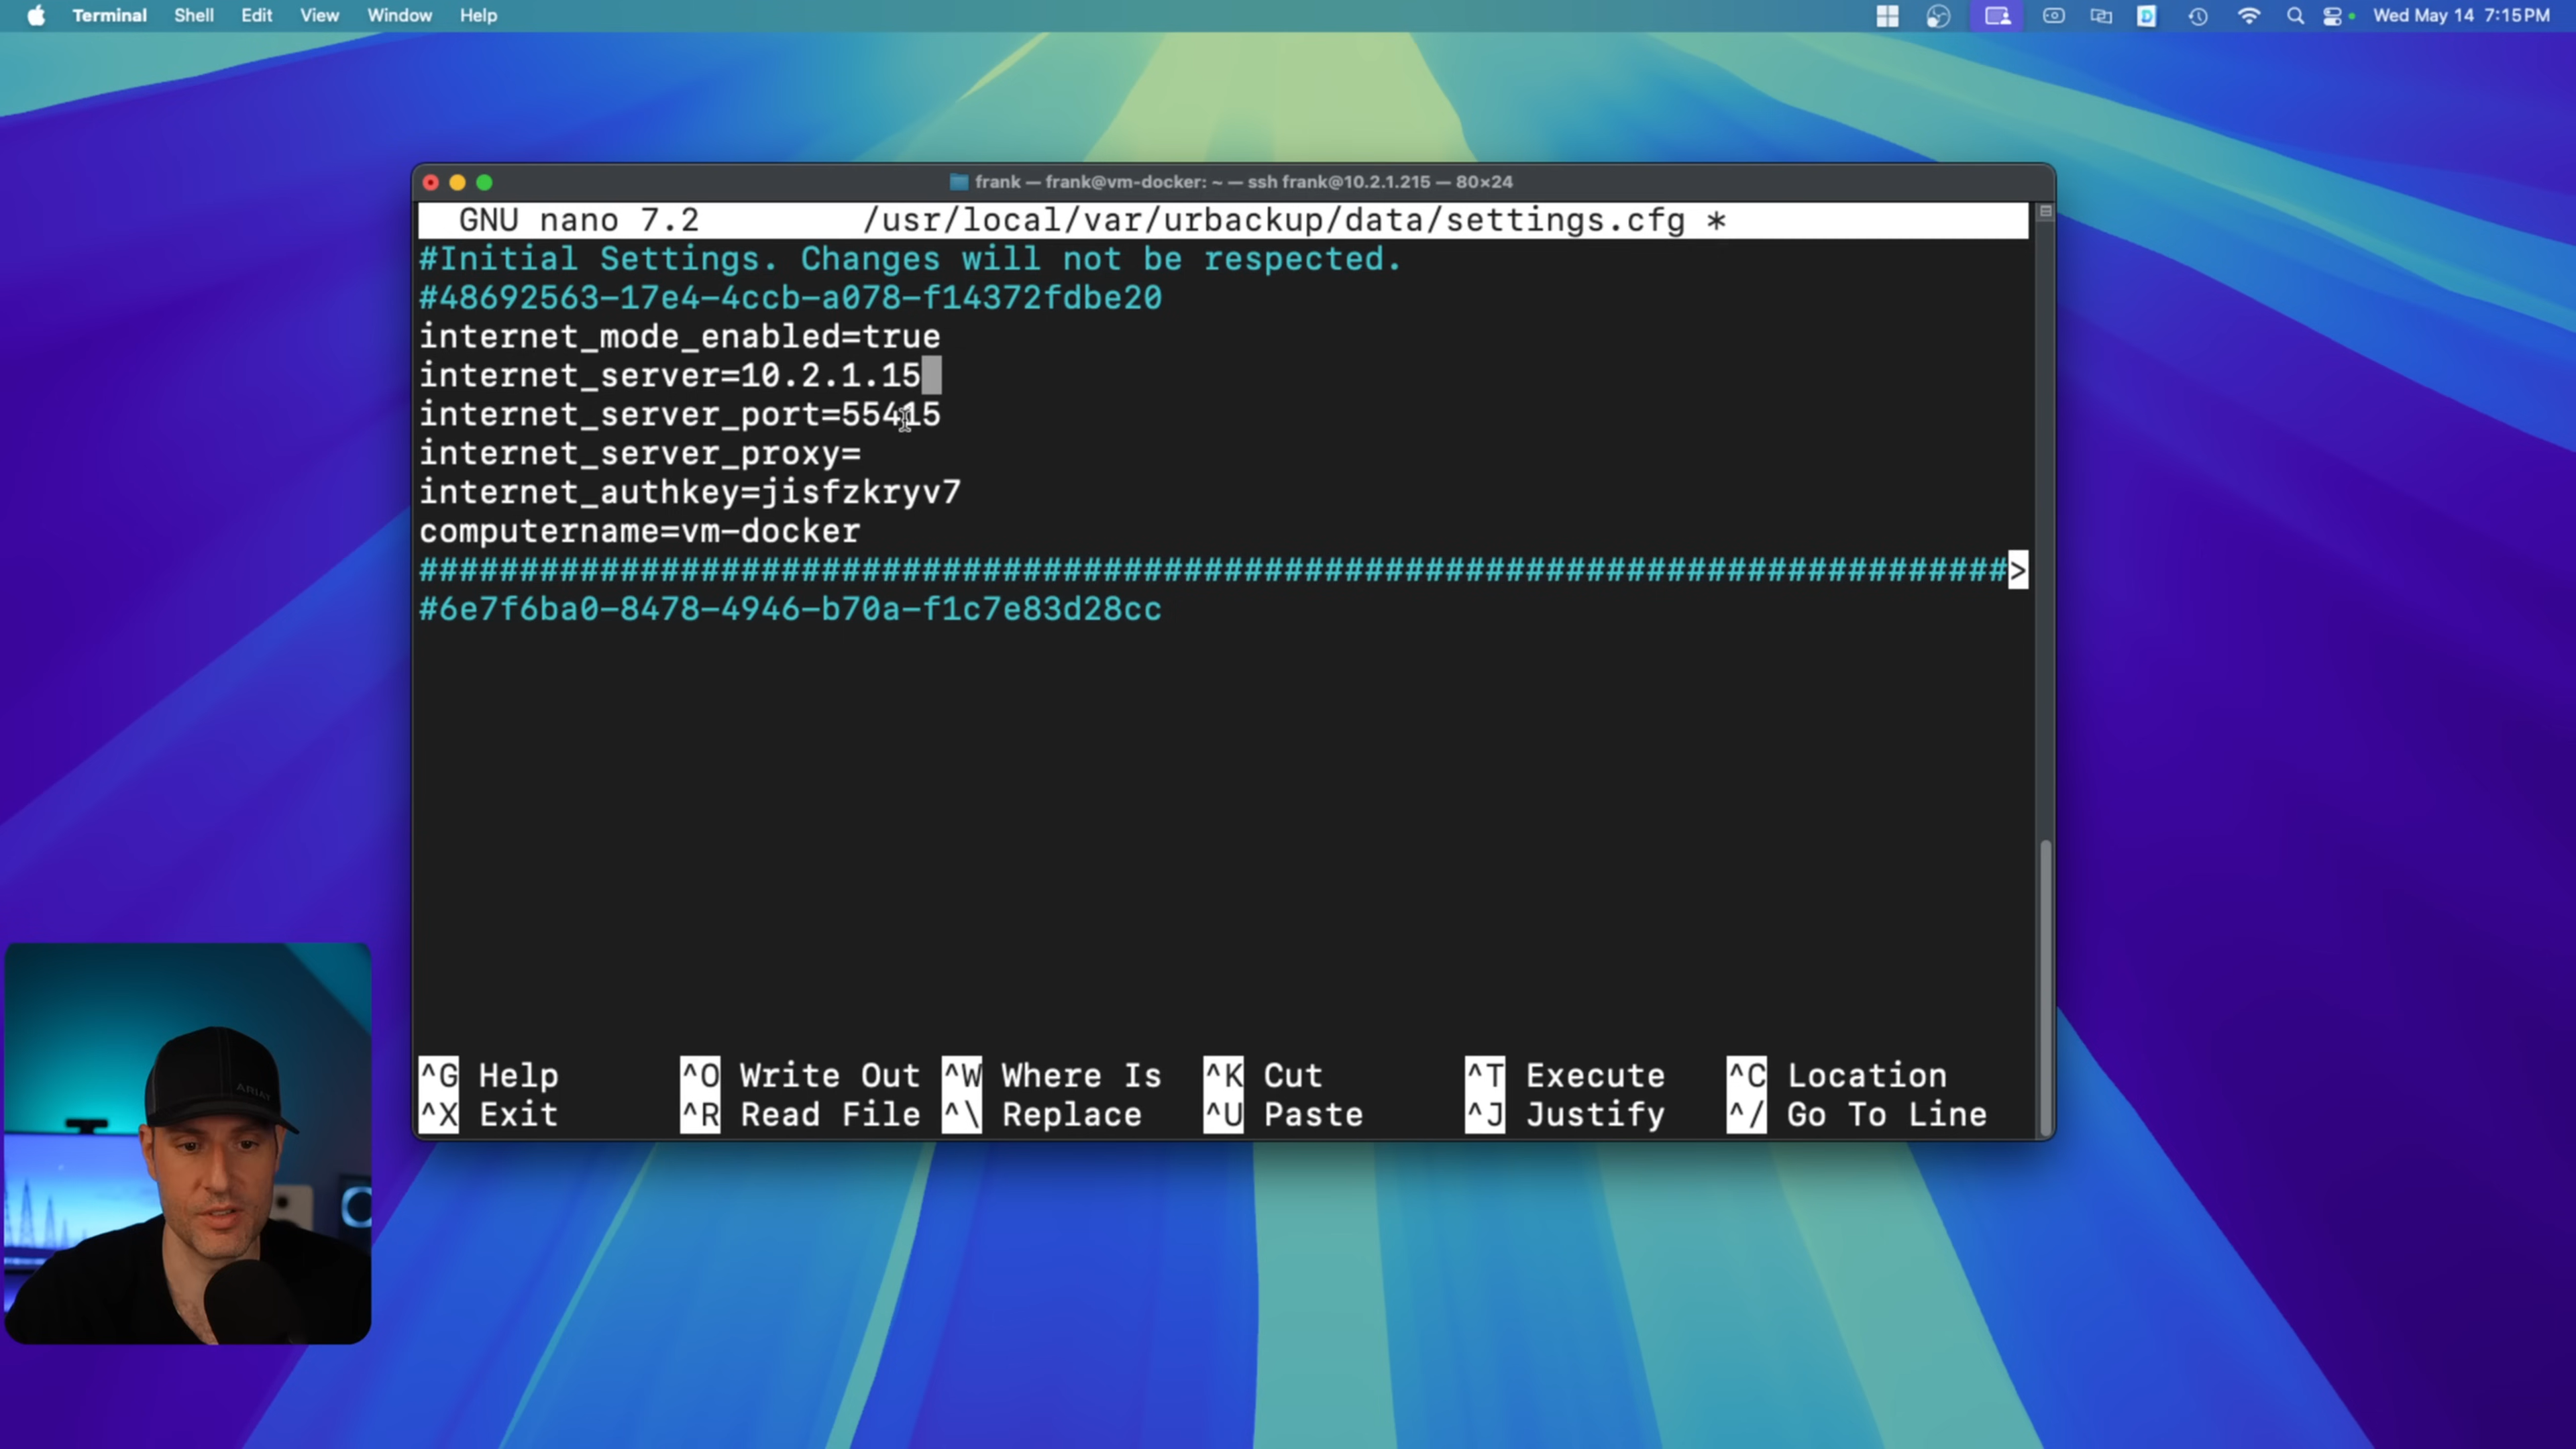 Terminal Shell Edit View Window Help
Wed May 14 7:15 PM
frank — frank@vm-docker: ~ — ssh frank@10.2.1.215 — 80×24
GNU nano 7.2 /usr/local/var/urbackup/data/settings.cfg *
#Initial Settings. Changes will not be respected.
#48692563-17e4-4ccb-a078-f14372fdbe20
internet_mode_enabled=true
internet_server=10.2.1.15
internet_server_port=55415
internet_server_proxy=
internet_authkey=jisfzkryv7
computername=vm-docker
###############################################################################>
#6e7f6ba0-8478-4946-b70a-f1c7e83d28cc
^G Help ^O Write Out ^W Where Is ^K Cut ^T Execute ^C Location
^X Exit ^R Read File ^\ Replace ^U Paste ^J Justify ^/ Go To Line
ARIAT